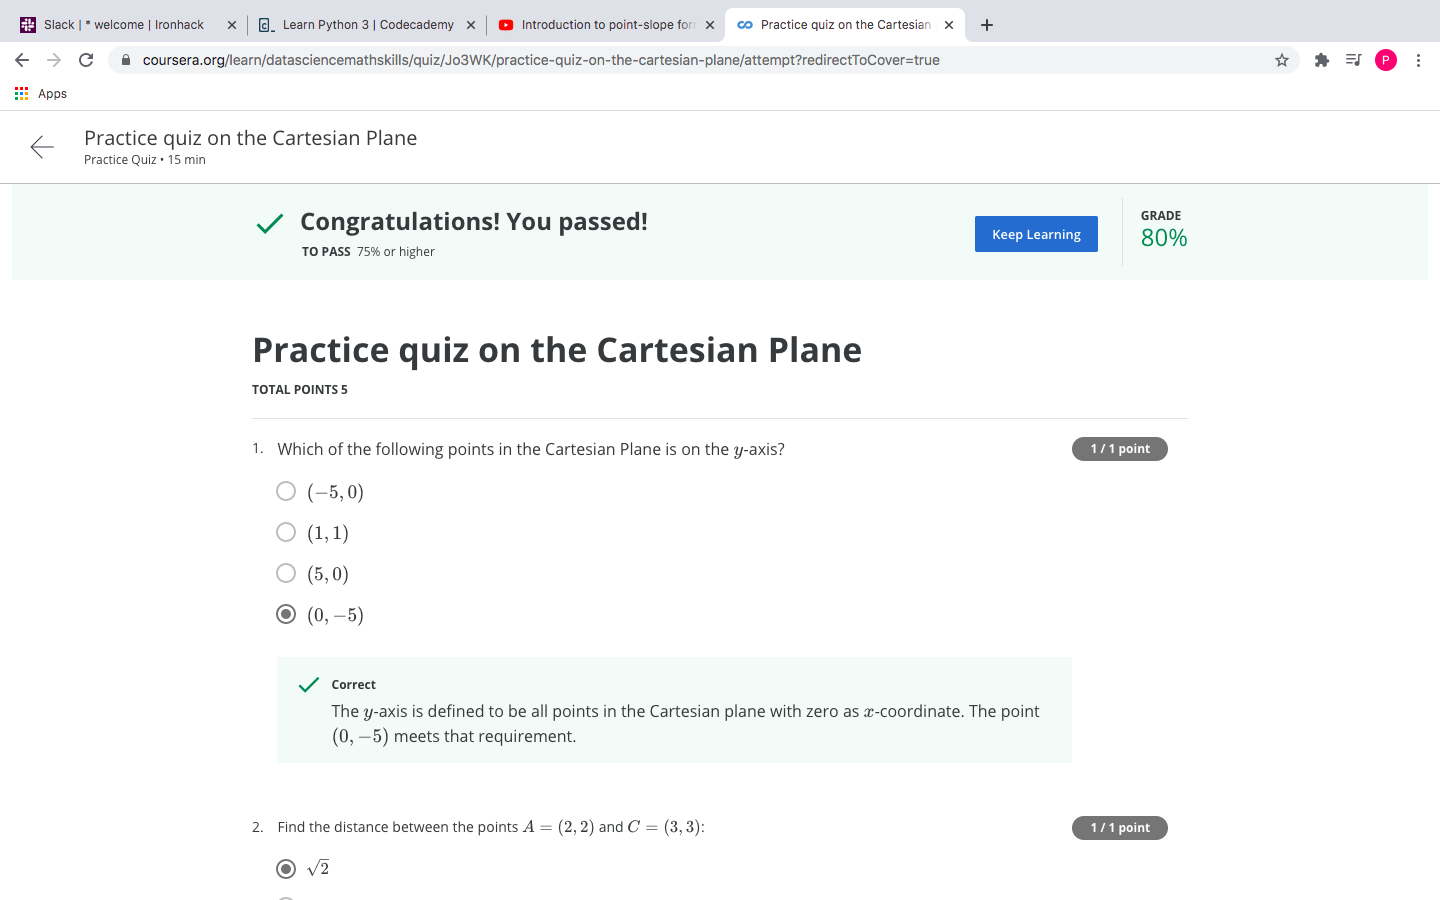 Slack | * welcome | Ironhack
Learn Python 3 | Codecademy
Introduction to point-slope for
Practice quiz on the Cartesian
coursera.org/learn/datasciencemathskills/quiz/Jo3WK/practice-quiz-on-the-cartesian-plane/attempt?redirectToCover=true
P
Apps
Practice quiz on the Cartesian Plane
Practice Quiz • 15 min
Congratulations! You passed!
TO PASS 75% or higher
Keep Learning
GRADE
80%
Practice quiz on the Cartesian Plane
TOTAL POINTS 5
1. Which of the following points in the Cartesian Plane is on the y-axis?
1 / 1 point
(−5, 0)
(1, 1)
(5, 0)
(0, −5)
Correct
The y-axis is defined to be all points in the Cartesian plane with zero as x-coordinate. The point
(0, −5) meets that requirement.
2. Find the distance between the points A = (2, 2) and C = (3, 3):
1 / 1 point
√2